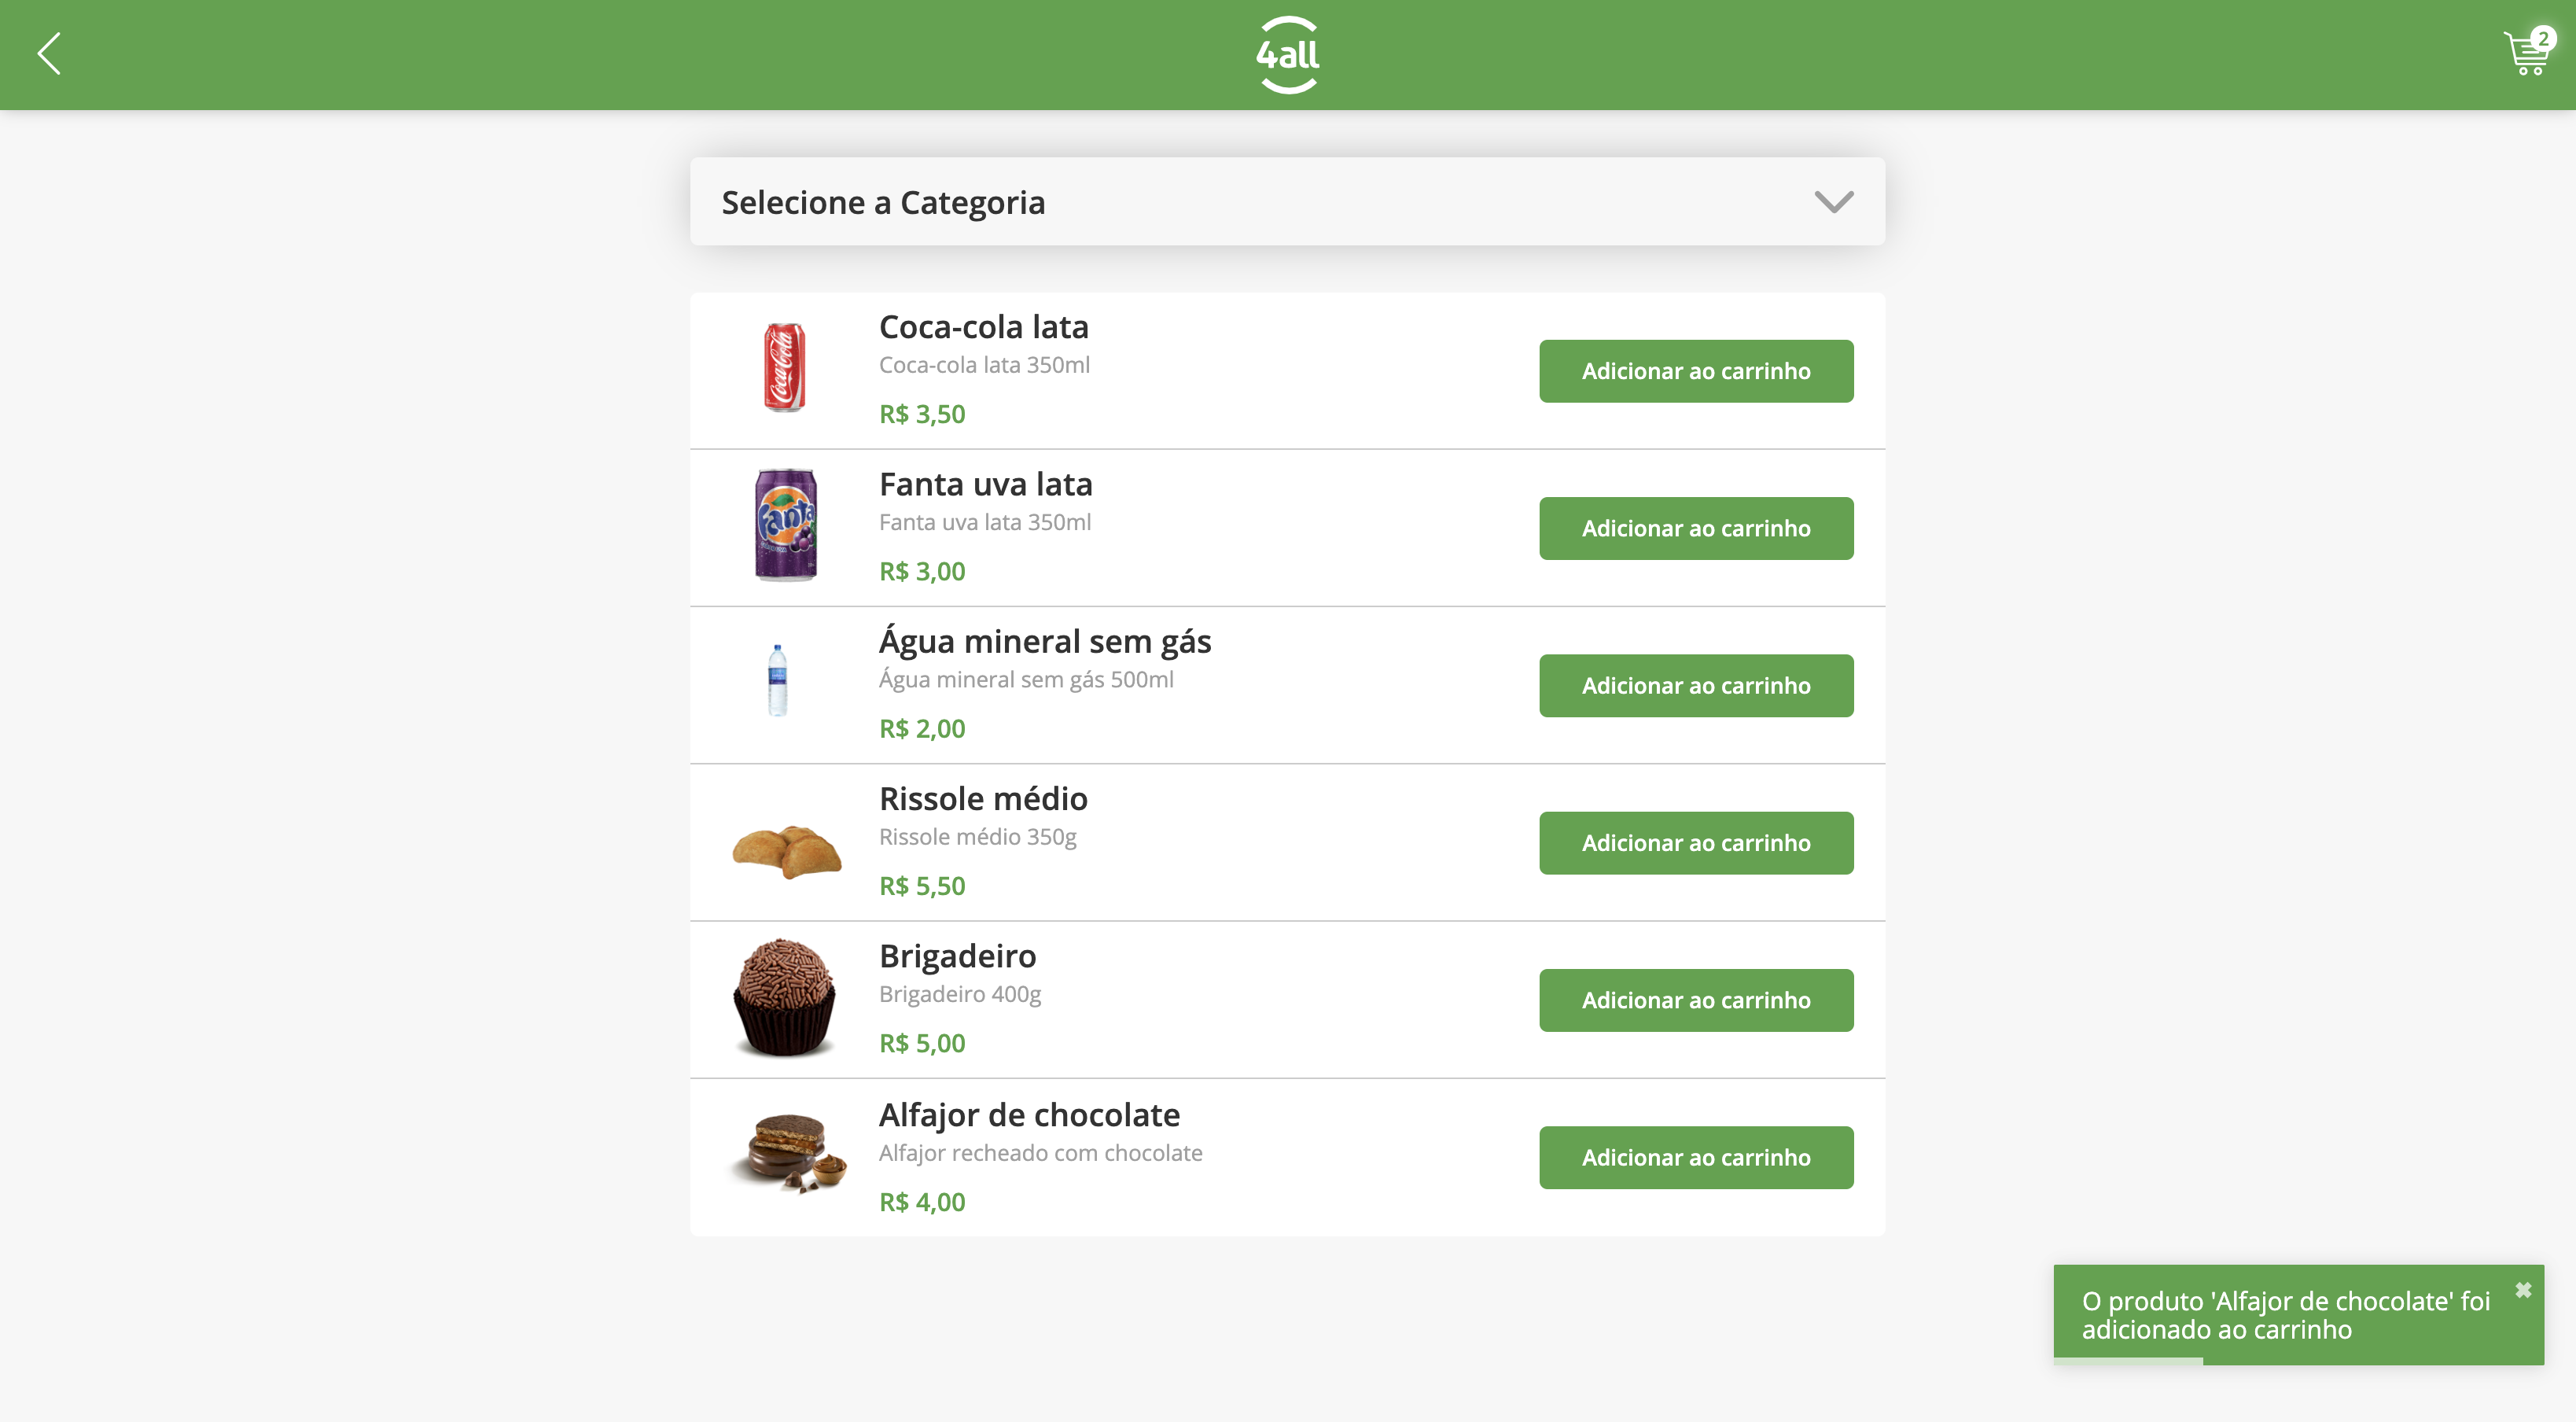 4all
2
Selecione a Categoria
Coca-Cola
Coca-cola lata
Coca-cola lata 350ml
R$ 3,50
Adicionar ao carrinho
Fanta
Fanta uva lata
Fanta uva lata 350ml
R$ 3,00
Adicionar ao carrinho
Água mineral sem gás
Água mineral sem gás 500ml
R$ 2,00
Adicionar ao carrinho
Rissole médio
Rissole médio 350g
R$ 5,50
Adicionar ao carrinho
Brigadeiro
Brigadeiro 400g
R$ 5,00
Adicionar ao carrinho
Alfajor de chocolate
Alfajor recheado com chocolate
R$ 4,00
Adicionar ao carrinho
O produto 'Alfajor de chocolate' foi
adicionado ao carrinho